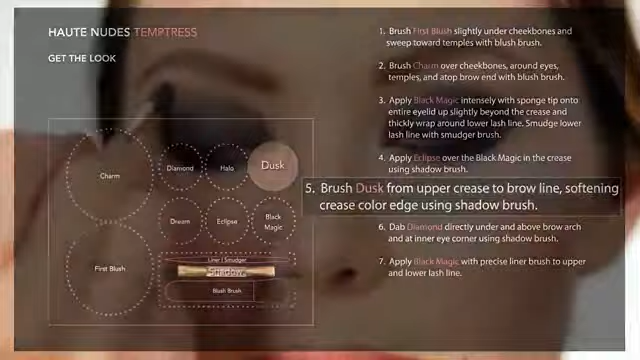 HAUTE NUDES TEMPTRESS
GET THE LOOK
Charm
Diamond
Halo
Dusk
Dream
Eclipse
Black
Magic
First Blush
Liner | Smudger
Shadow
Blush Brush
1. Brush First Blush slightly under cheekbones and
sweep toward temples with blush brush.
2. Brush Charm over cheekbones, around eyes,
temples, and atop brow end with blush brush.
3. Apply Black Magic intensely with sponge tip onto
entire eyelid up slightly beyond the crease and
thickly wrap around lower lash line. Smudge lower
lash line with smudger brush.
4. Apply Eclipse over the Black Magic in the crease
using shadow brush.
5. Brush Dusk from upper crease to brow line, softening
crease color edge using shadow brush.
6. Dab Diamond directly under and above brow arch
and at inner eye corner using shadow brush.
7. Apply Black Magic with precise liner brush to upper
and lower lash line.